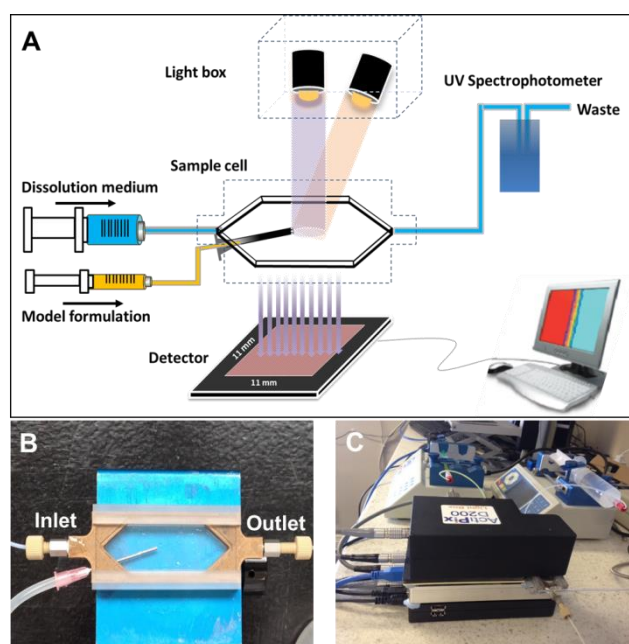 A
Light box
UV Spectrophotometer
Waste
Sample cell
Dissolution medium
Model formulation
Detector
11 mm
11 mm
B
Inlet
Outlet
C
ActiPix
D200